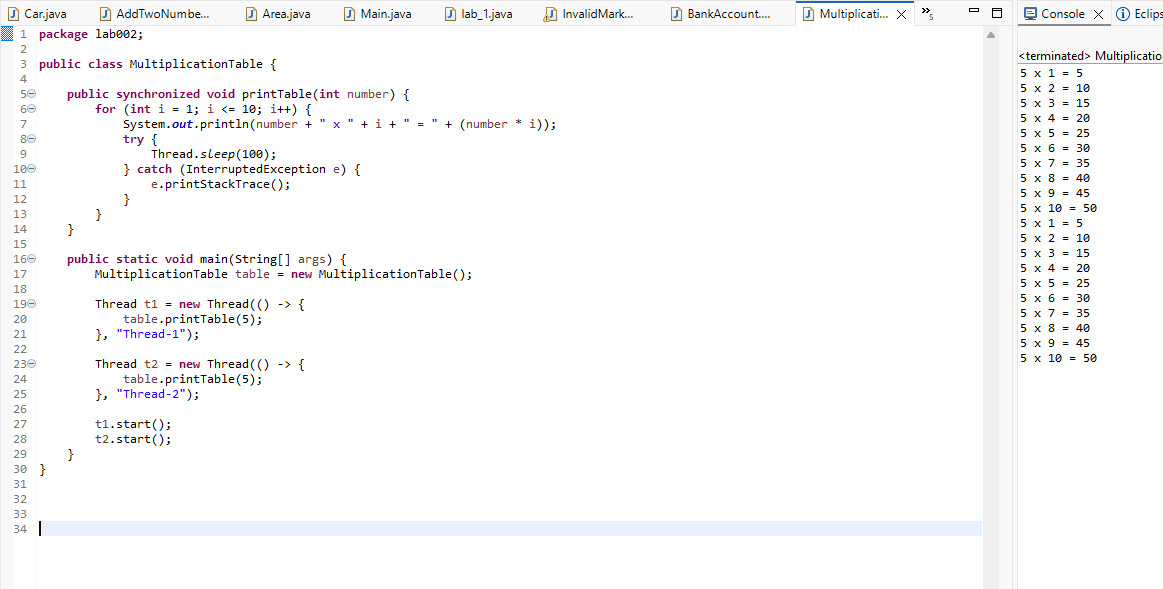 Car.java AddTwoNumbe... Area.java Main.java lab_1.java InvalidMark... BankAccount.... Multiplicati... »5 Console Eclips
<terminated> Multiplicatio
1 package lab002;
2
3 public class MultiplicationTable {
4
5 public synchronized void printTable(int number) {
6 for (int i = 1; i <= 10; i++) {
7 System.out.println(number + " x " + i + " = " + (number * i));
8 try {
9 Thread.sleep(100);
10 } catch (InterruptedException e) {
11 e.printStackTrace();
12 }
13 }
14 }
15
16 public static void main(String[] args) {
17 MultiplicationTable table = new MultiplicationTable();
18
19 Thread t1 = new Thread(() -> {
20 table.printTable(5);
21 }, "Thread-1");
22
23 Thread t2 = new Thread(() -> {
24 table.printTable(5);
25 }, "Thread-2");
26
27 t1.start();
28 t2.start();
29 }
30 }
31
32
33
34
5 x 1 = 5
5 x 2 = 10
5 x 3 = 15
5 x 4 = 20
5 x 5 = 25
5 x 6 = 30
5 x 7 = 35
5 x 8 = 40
5 x 9 = 45
5 x 10 = 50
5 x 1 = 5
5 x 2 = 10
5 x 3 = 15
5 x 4 = 20
5 x 5 = 25
5 x 6 = 30
5 x 7 = 35
5 x 8 = 40
5 x 9 = 45
5 x 10 = 50